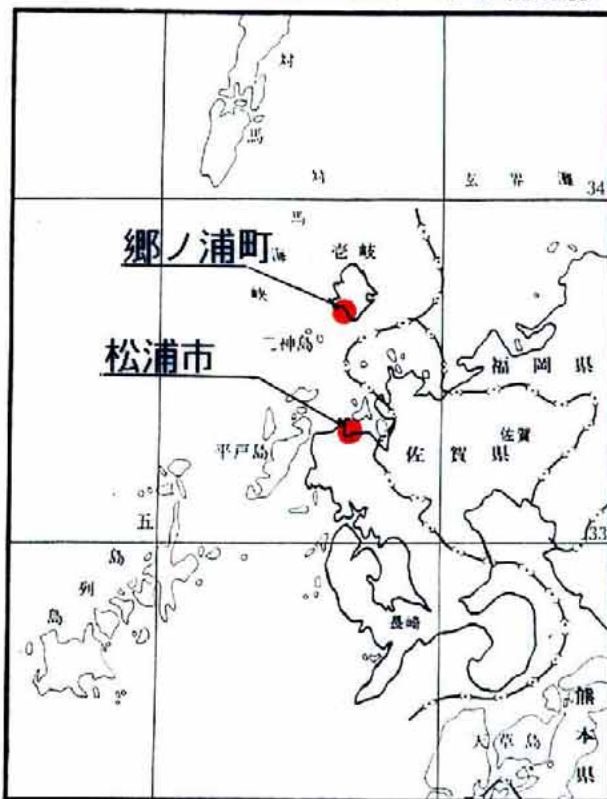 対
馬
対
馬
海
峡
玄界灘
34
郷ノ浦町
壱岐
二神島
松浦市
福岡県
平戸島
佐賀
佐賀県
五
島
列
島
33
長崎
天草島
熊本県